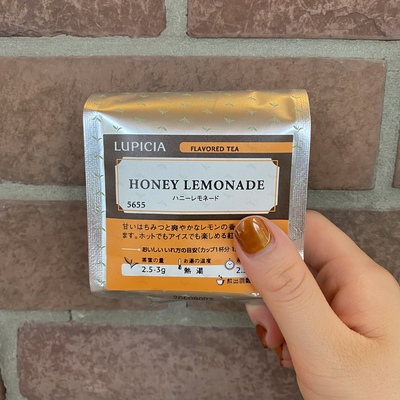 LUPICIA
FLAVORED TEA
HONEY LEMONADE
ハニーレモネード
5655
甘いはちみつと爽やかなレモンの香
ます。ホットでもアイスでも楽しめる紅
おいしいいれ方の目安(カップ1杯分
茶葉の量
お湯の温度
2.5-3g
熱湯
2.